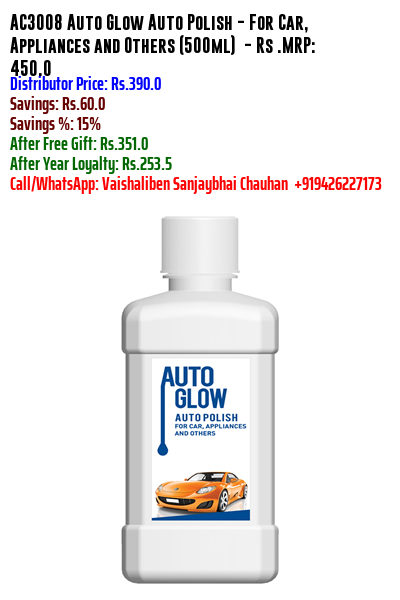 AC3008 Auto Glow Auto Polish - For Car,
Appliances and Others (500ml)  - Rs .MRP:
450.0
Distributor Price: Rs.390.0
Savings: Rs.60.0
Savings %: 15%
After Free Gift: Rs.351.0
After Year Loyalty: Rs.253.5
Call/WhatsApp: Vaishaliben Sanjaybhai Chauhan  +919426227173
AUTO
GLOW
AUTO POLISH
FOR CAR, APPLIANCES
AND OTHERS